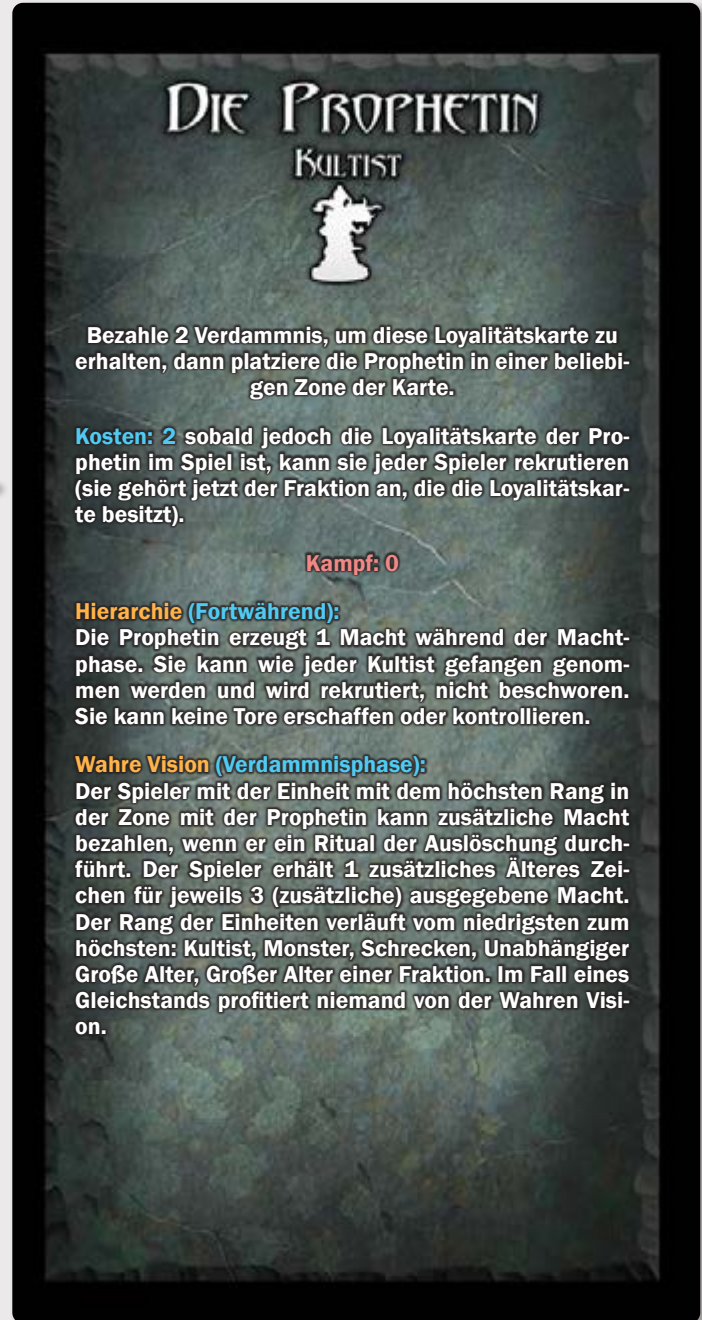 Die Prophetin
Kultist
Bezahle 2 Verdammnis, um diese Loyalitätskarte zu
erhalten, dann platziere die Prophetin in einer beliebi-
gen Zone der Karte.
Kosten: 2 sobald jedoch die Loyalitätskarte der Pro-
phetin im Spiel ist, kann sie jeder Spieler rekrutieren
(sie gehört jetzt der Fraktion an, die die Loyalitätskar-
te besitzt).
Kampf: 0
Hierarchie (Fortwährend):
Die Prophetin erzeugt 1 Macht während der Macht-
phase. Sie kann wie jeder Kultist gefangen genom-
men werden und wird rekrutiert, nicht beschworen.
Sie kann keine Tore erschaffen oder kontrollieren.
Wahre Vision (Verdammnisphase):
Der Spieler mit der Einheit mit dem höchsten Rang in
der Zone mit der Prophetin kann zusätzliche Macht
bezahlen, wenn er ein Ritual der Auslöschung durch-
führt. Der Spieler erhält 1 zusätzliches Älteres Zei-
chen für jeweils 3 (zusätzliche) ausgegebene Macht.
Der Rang der Einheiten verläuft vom niedrigsten zum
höchsten: Kultist, Monster, Schrecken, Unabhängiger
Große Alter, Großer Alter einer Fraktion. Im Fall eines
Gleichstands profitiert niemand von der Wahren Visi-
on.